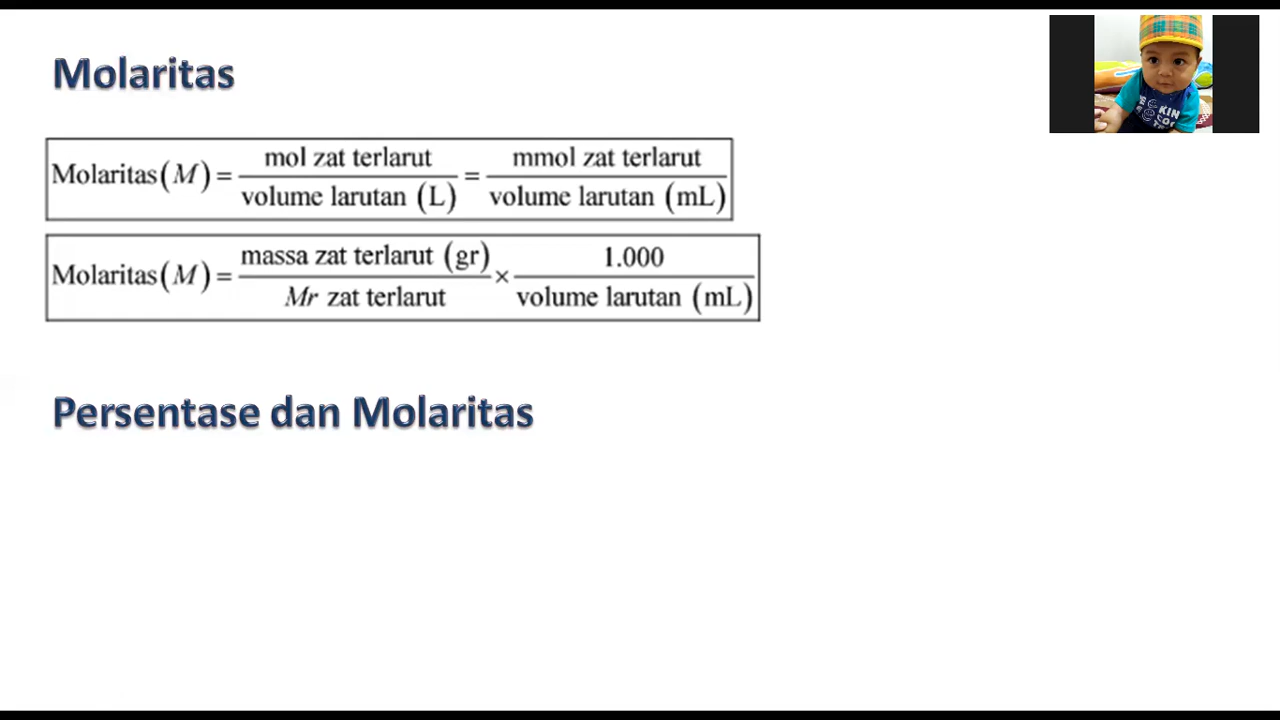 Molaritas
Molaritas(M) = mol zat terlarut / volume larutan (L) = mmol zat terlarut / volume larutan (mL)
Molaritas(M) = massa zat terlarut (gr) / Mr zat terlarut × 1.000 / volume larutan (mL)
Persentase dan Molaritas
KIN